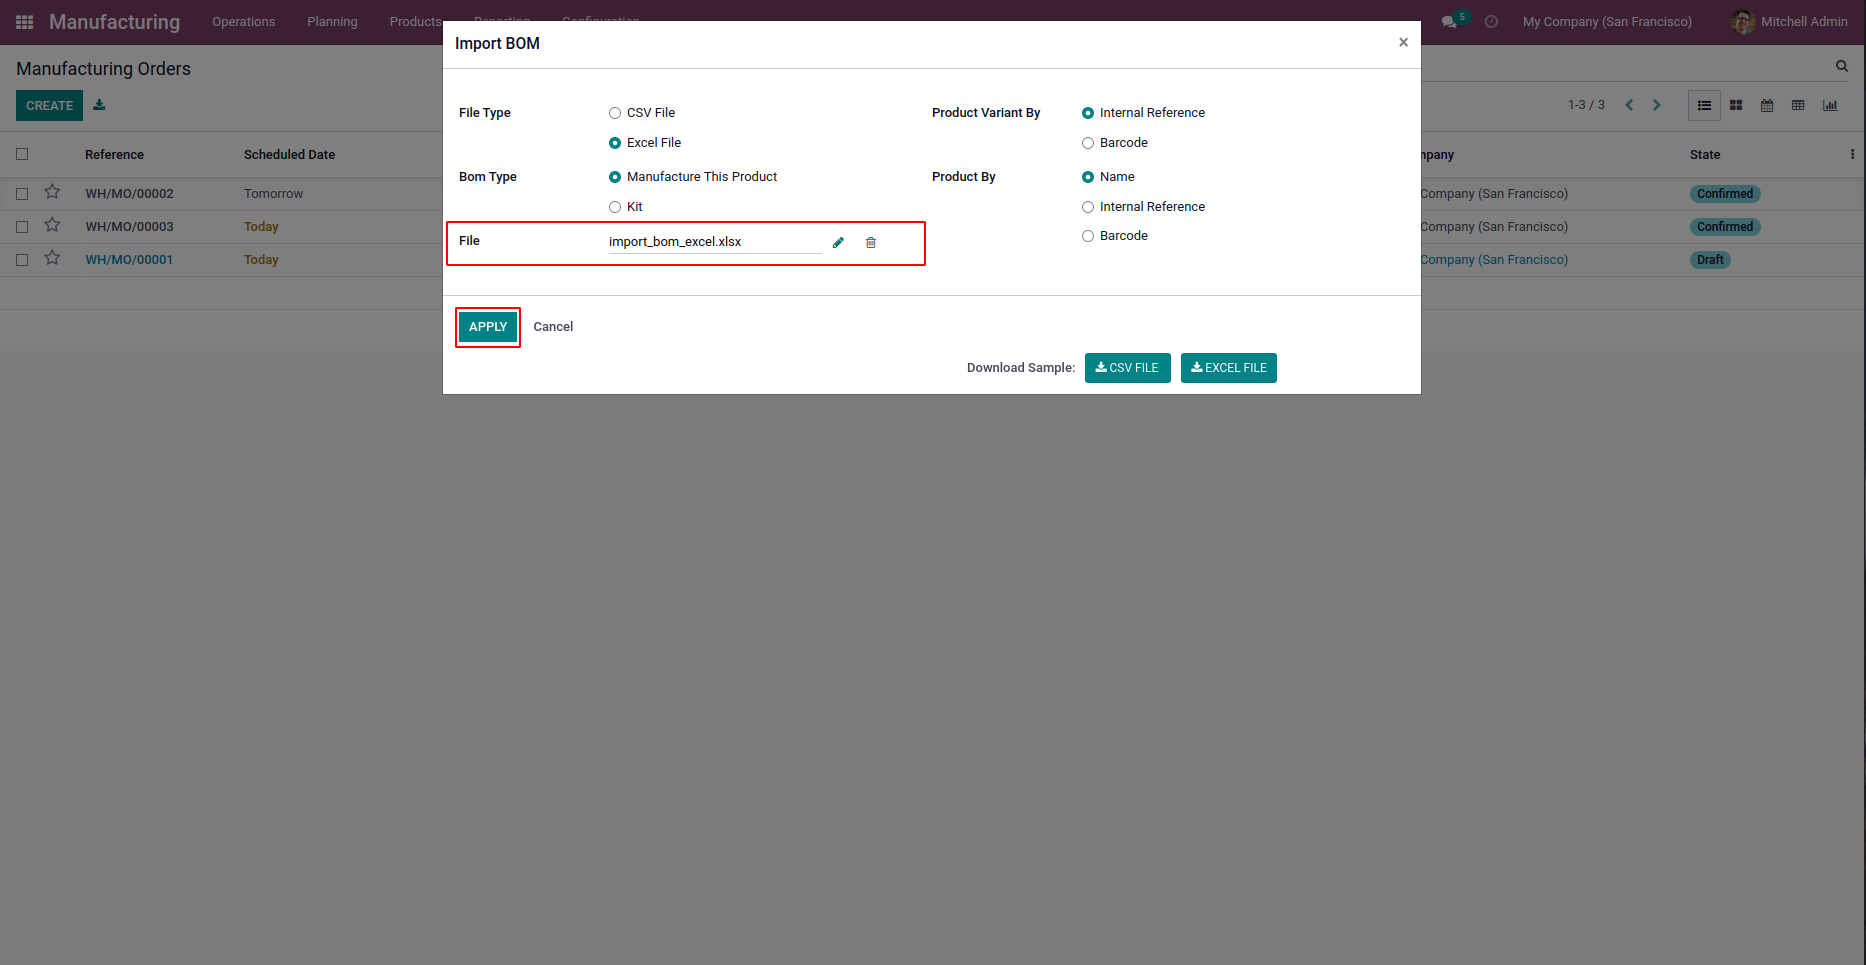 Manufacturing Operations Planning Products Reporting Configuration 5 My Company (San Francisco) Mitchell Admin
Import BOM ×
Manufacturing Orders
CREATE
1-3 / 3
File Type CSV File Product Variant By Internal Reference
Excel File Barcode
Bom Type Manufacture This Product Product By Name
Kit Internal Reference
File import_bom_excel.xlsx Barcode
APPLY Cancel
Download Sample: CSV FILE EXCEL FILE
Reference Scheduled Date mpany State
WH/MO/00002 Tomorrow Company (San Francisco) Confirmed
WH/MO/00003 Today Company (San Francisco) Confirmed
WH/MO/00001 Today Company (San Francisco) Draft